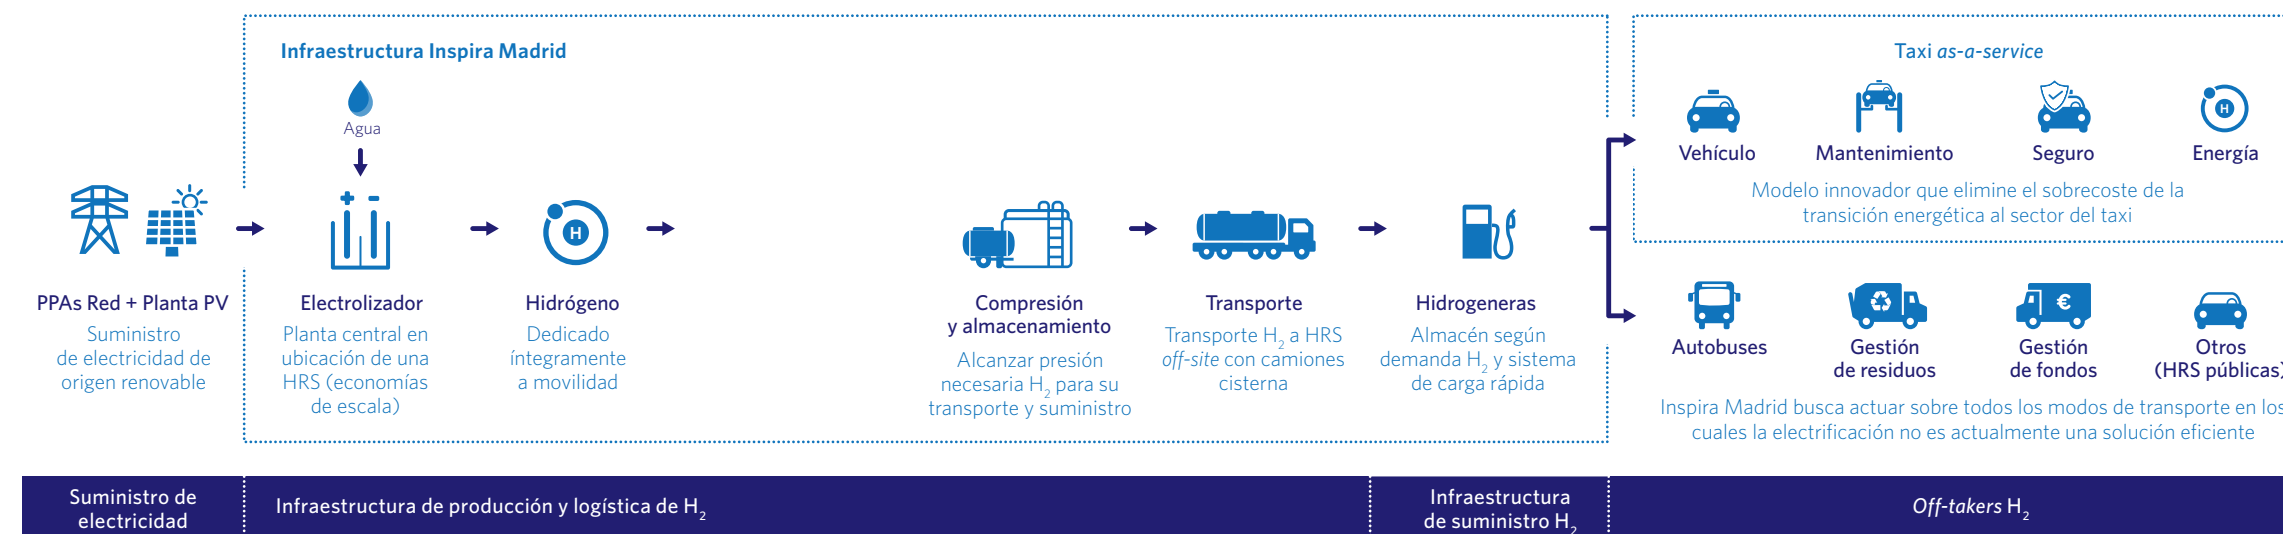 Infraestructura Inspira Madrid
Agua
PPAs Red + Planta PV
Suministro
de electricidad de
origen renovable
Electrolizador
Planta central en
ubicación de una
HRS (economías
de escala)
H
Hidrógeno
Dedicado
íntegramente
a movilidad
Compresión
y almacenamiento
Alcanzar presión
necesaria H₂ para su
transporte y suministro
Transporte
Transporte H₂ a HRS
off-site con camiones
cisterna
Hidrogeneras
Almacén según
demanda H₂ y sistema
de carga rápida
Taxi as-a-service
Vehículo
Mantenimiento
Seguro
H
Energía
Modelo innovador que elimine el sobrecoste de la
transición energética al sector del taxi
Autobuses
Gestión
de residuos
€
Gestión
de fondos
Otros
(HRS públicas)
Inspira Madrid busca actuar sobre todos los modos de transporte en los
cuales la electrificación no es actualmente una solución eficiente
Suministro de
electricidad
Infraestructura de producción y logística de H₂
Infraestructura
de suministro H₂
Off-takers H₂